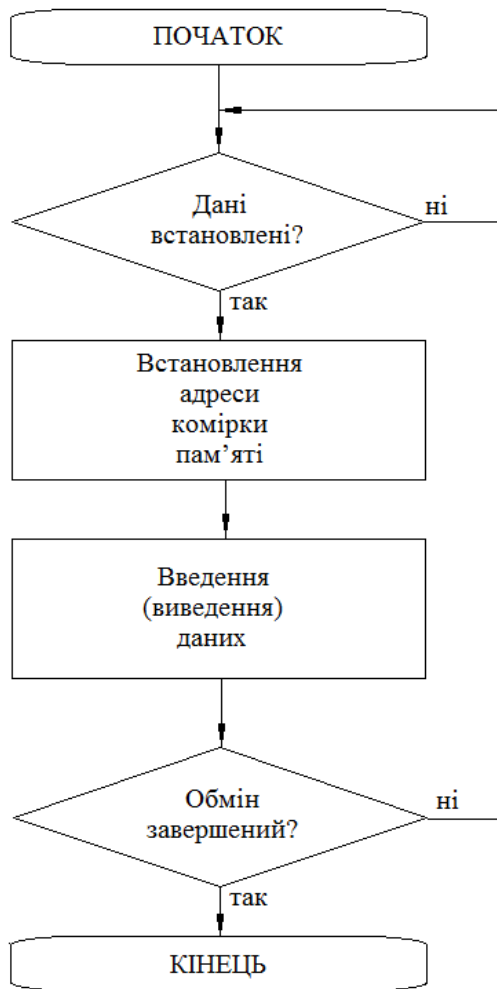 ПОЧАТОК
Дані
встановлені?
ні
так
Встановлення
адреси
комірки
пам’яті
Введення
(виведення)
даних
Обмін
завершений?
ні
так
КІНЕЦЬ